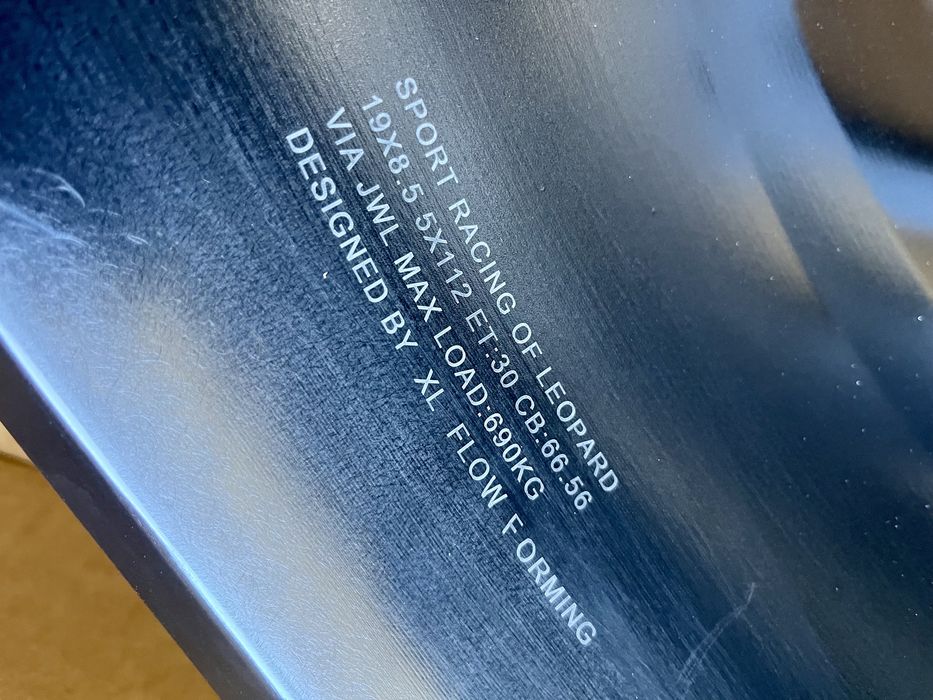 SPORT RACING OF LEOPARD
19X8.5 5X112 ET:30 CB:66.56
VIA JWL MAX LOAD:690KG
DESIGNED BY XL FLOW FORMING